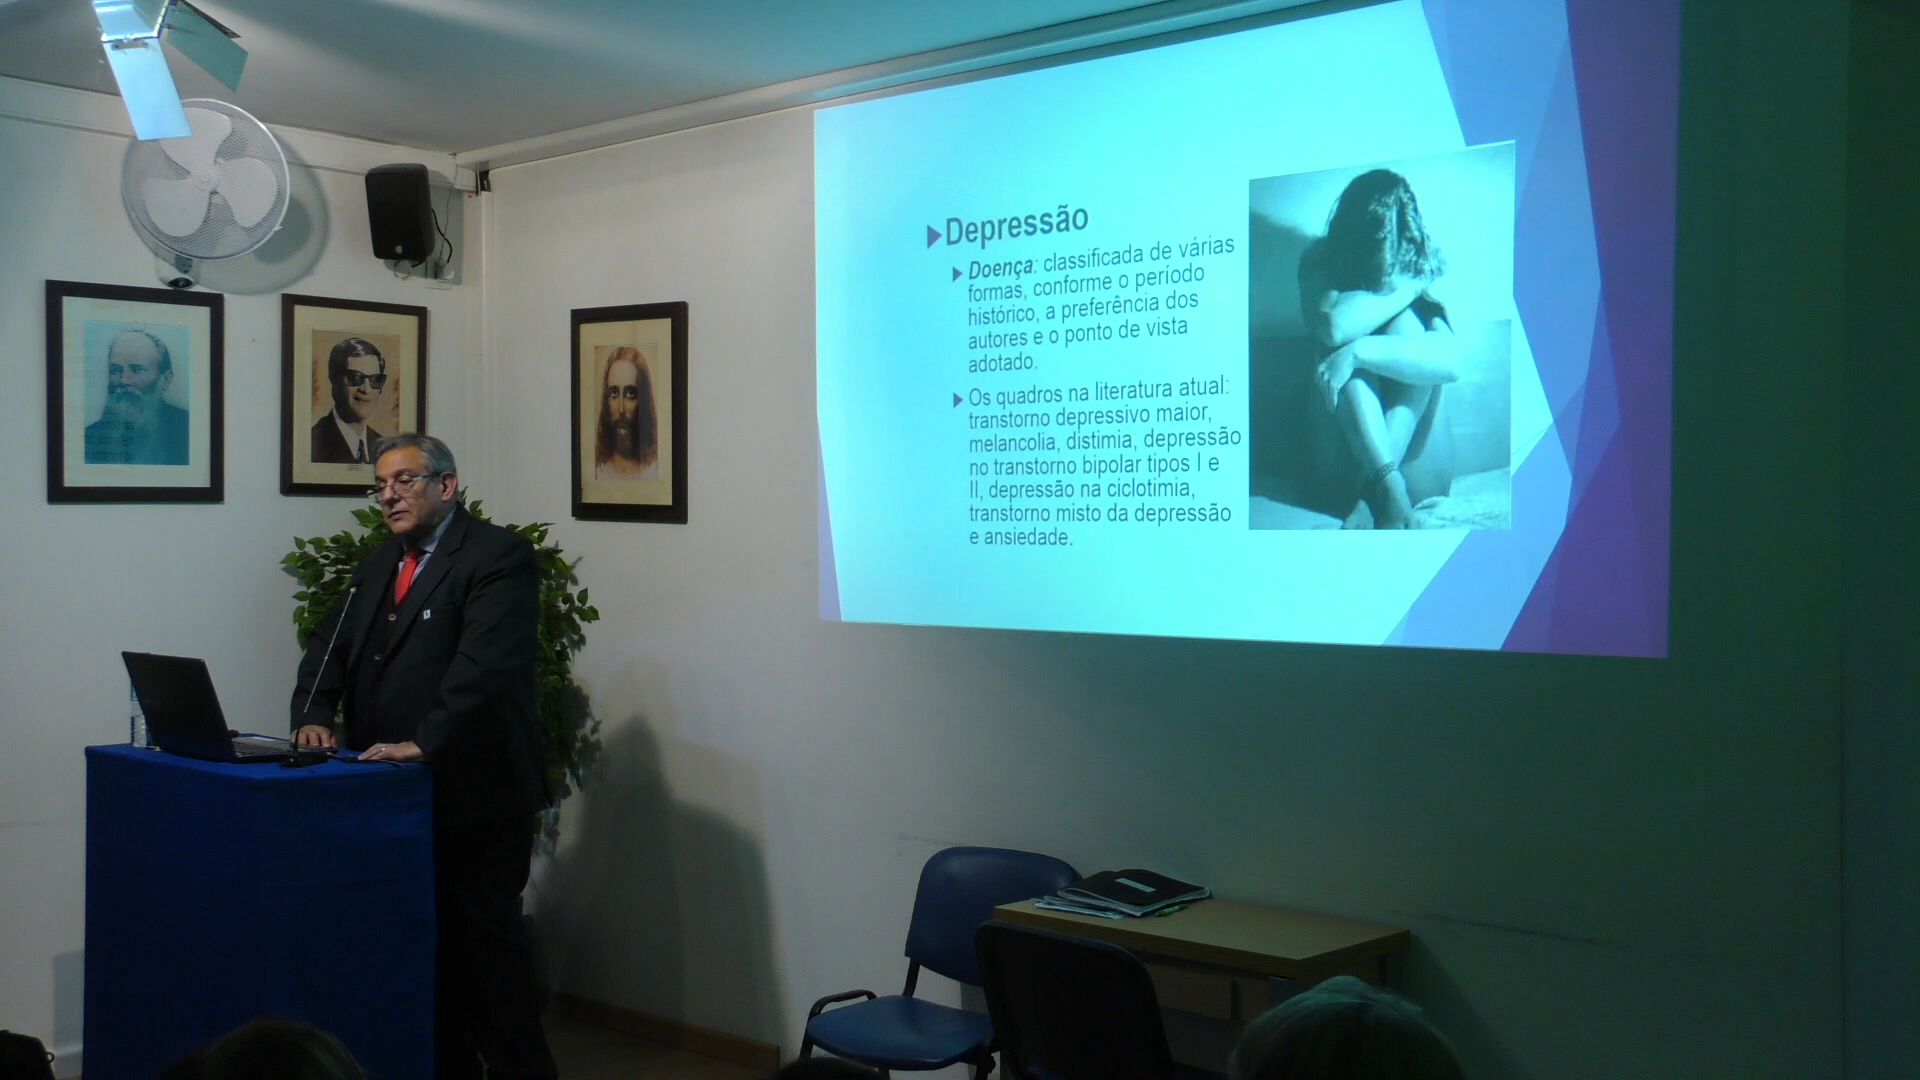 Depressão
Doença: classificada de várias
formas, conforme o período
histórico, a preferência dos
autores e o ponto de vista
adotado.
Os quadros na literatura atual:
transtorno depressivo maior,
melancolia, distimia, depressão
no transtorno bipolar tipos I e
II, depressão na ciclotimia,
transtorno misto da depressão
e ansiedade.